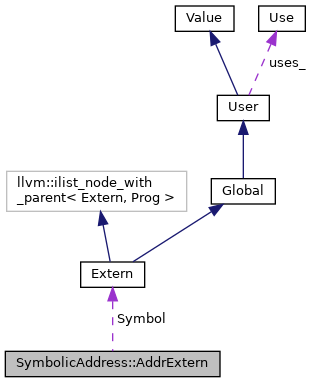 Value
Use
uses_
User
llvm::ilist_node_with
_parent< Extern, Prog >
Global
Extern
Symbol
SymbolicAddress::AddrExtern